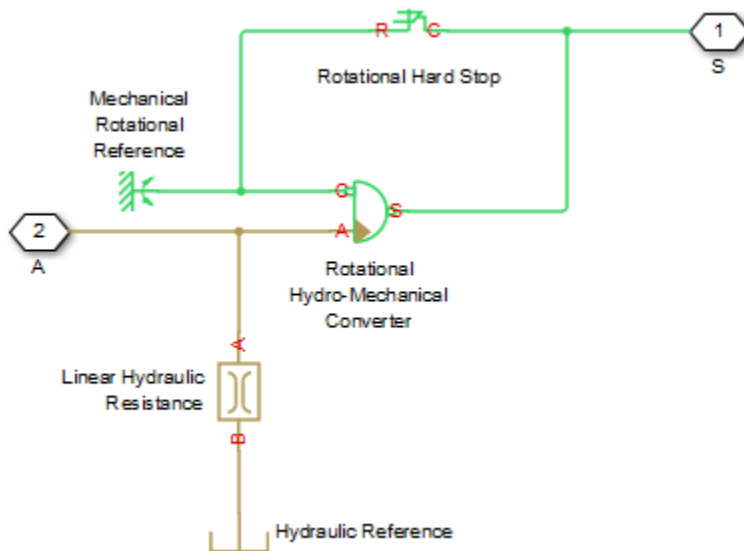 R
C
1
S
Rotational Hard Stop
Mechanical
Rotational
Reference
C
S
2
A
A
Rotational
Hydro-Mechanical
Converter
A
Linear Hydraulic
Resistance
B
Hydraulic Reference